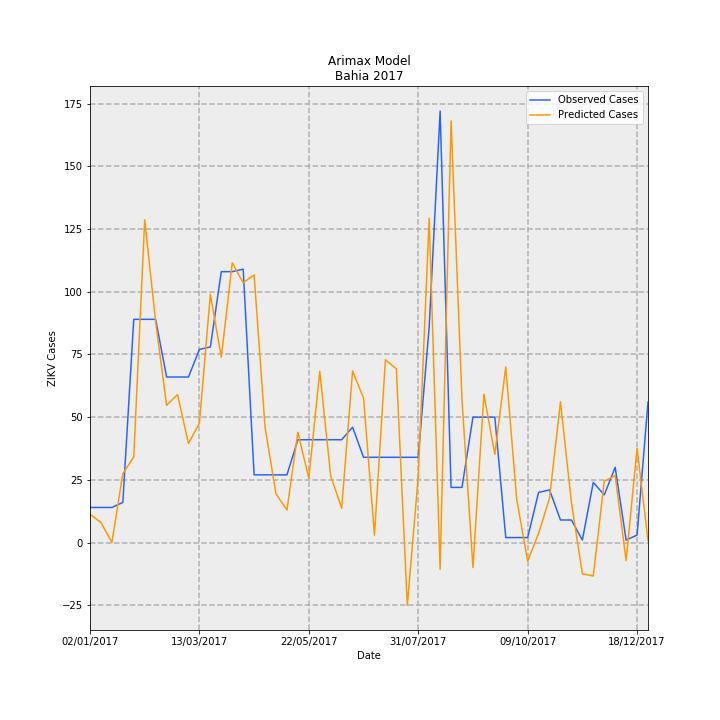 Arimax Model
Bahia 2017
Observed Cases
Predicted Cases
175
150
125
100
75
50
25
0
−25
ZIKV Cases
02/01/2017 13/03/2017 22/05/2017 31/07/2017 09/10/2017 18/12/2017
Date